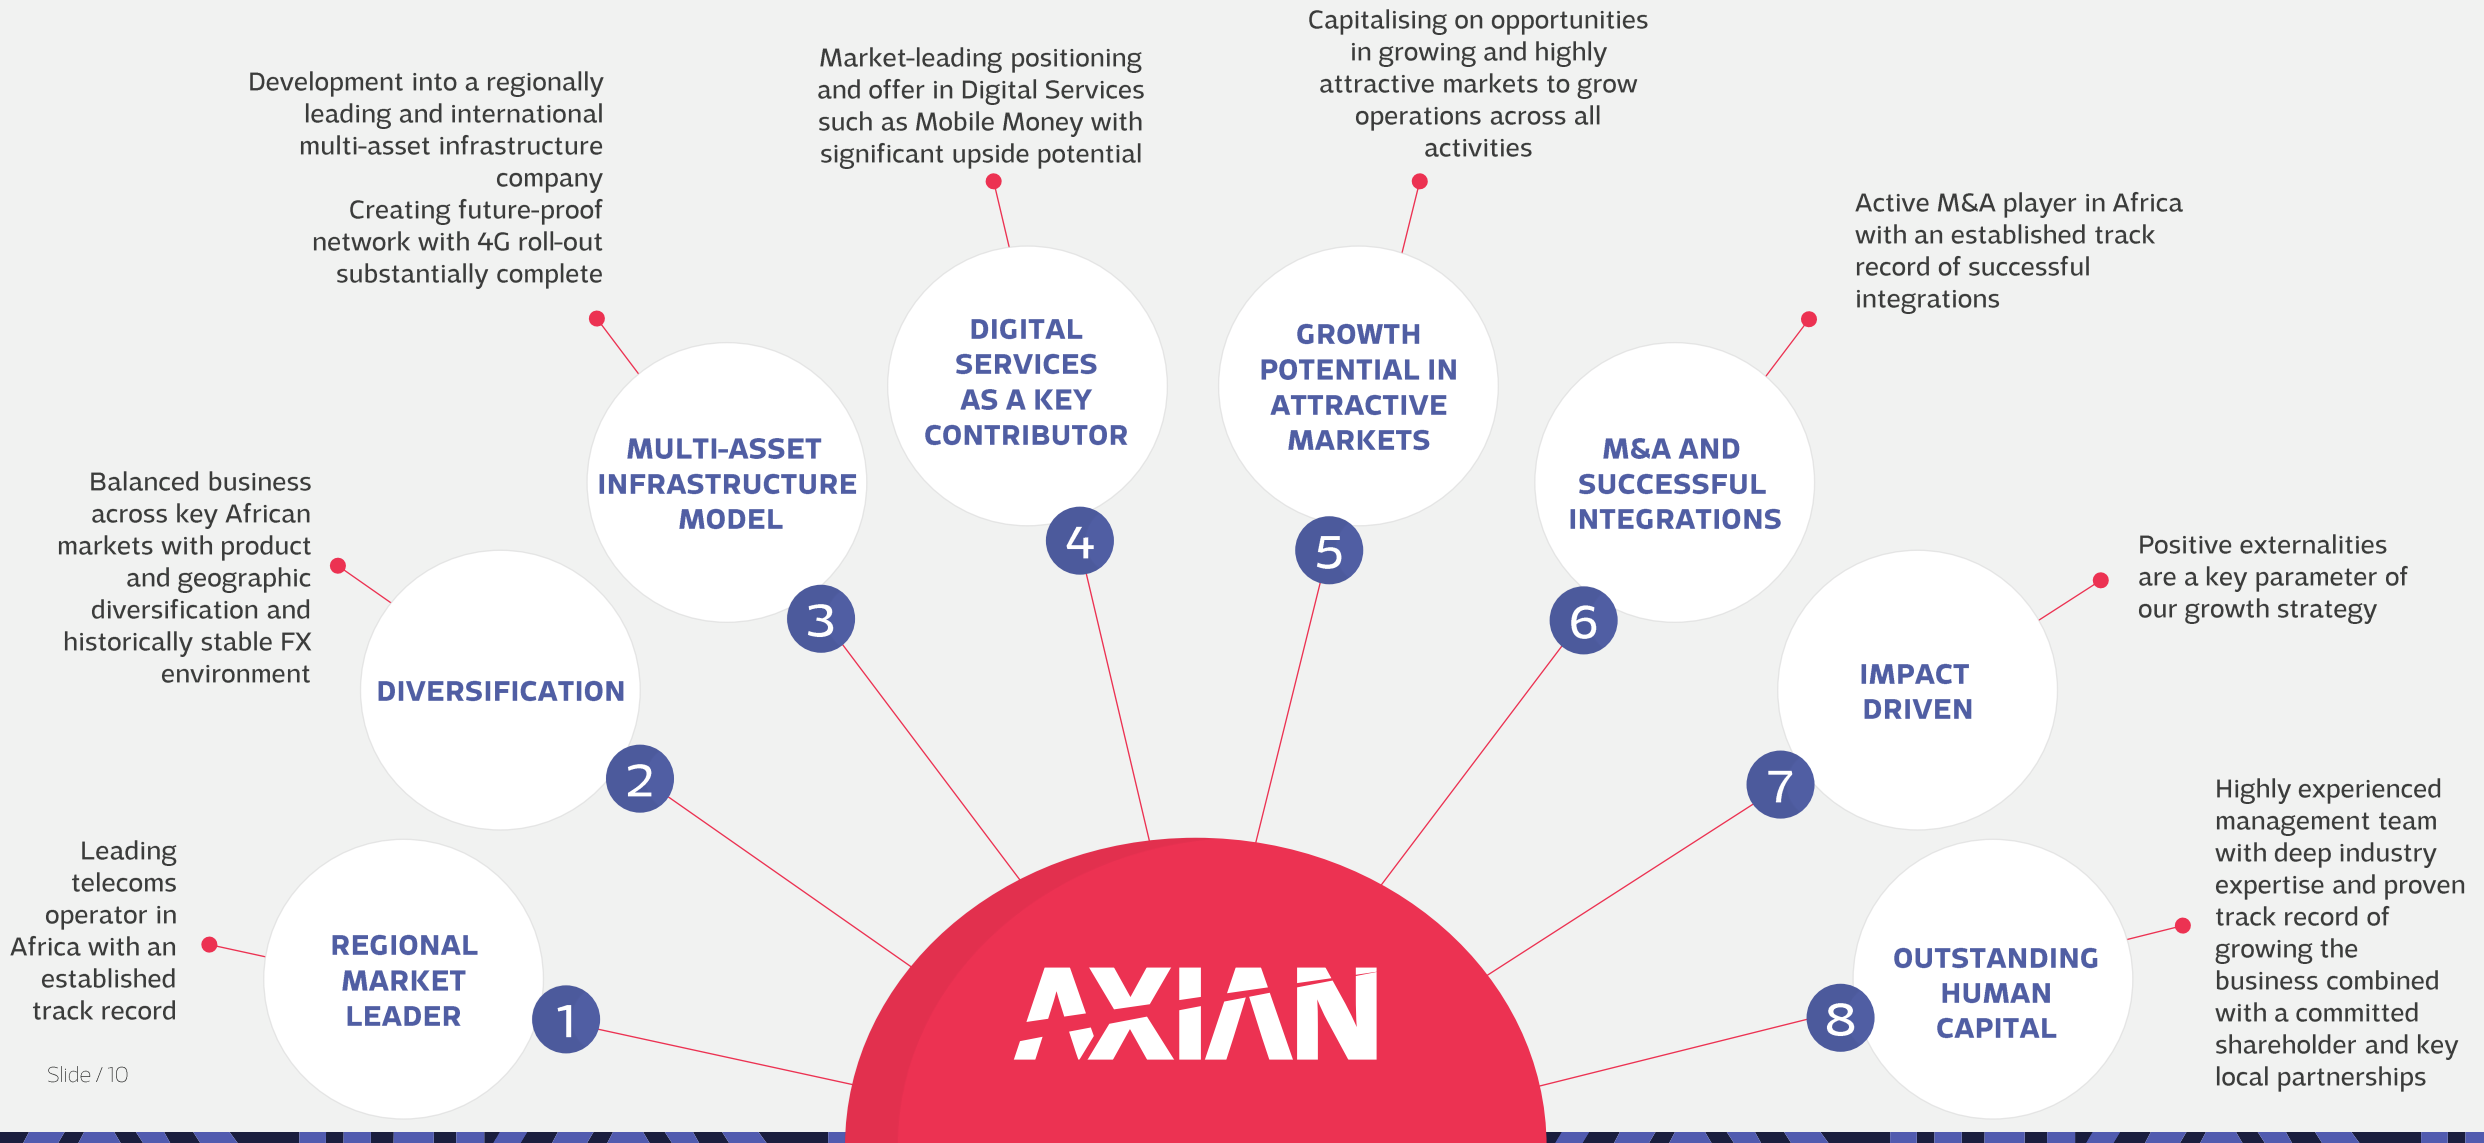 Leading
telecoms
operator in
Africa with an
established
track record
REGIONAL
MARKET
LEADER
1
Balanced business
across key African
markets with product
and geographic
diversification and
historically stable FX
environment
DIVERSIFICATION
2
Development into a regionally
leading and international
multi-asset infrastructure
company
Creating future-proof
network with 4G roll-out
substantially complete
MULTI-ASSET
INFRASTRUCTURE
MODEL
3
Market-leading positioning
and offer in Digital Services
such as Mobile Money with
significant upside potential
DIGITAL
SERVICES
AS A KEY
CONTRIBUTOR
4
Capitalising on opportunities
in growing and highly
attractive markets to grow
operations across all
activities
GROWTH
POTENTIAL IN
ATTRACTIVE
MARKETS
5
Active M&A player in Africa
with an established track
record of successful
integrations
M&A AND
SUCCESSFUL
INTEGRATIONS
6
Positive externalities
are a key parameter of
our growth strategy
IMPACT
DRIVEN
7
Highly experienced
management team
with deep industry
expertise and proven
track record of
growing the
business combined
with a committed
shareholder and key
local partnerships
OUTSTANDING
HUMAN
CAPITAL
8
AXIAN
Slide / 10